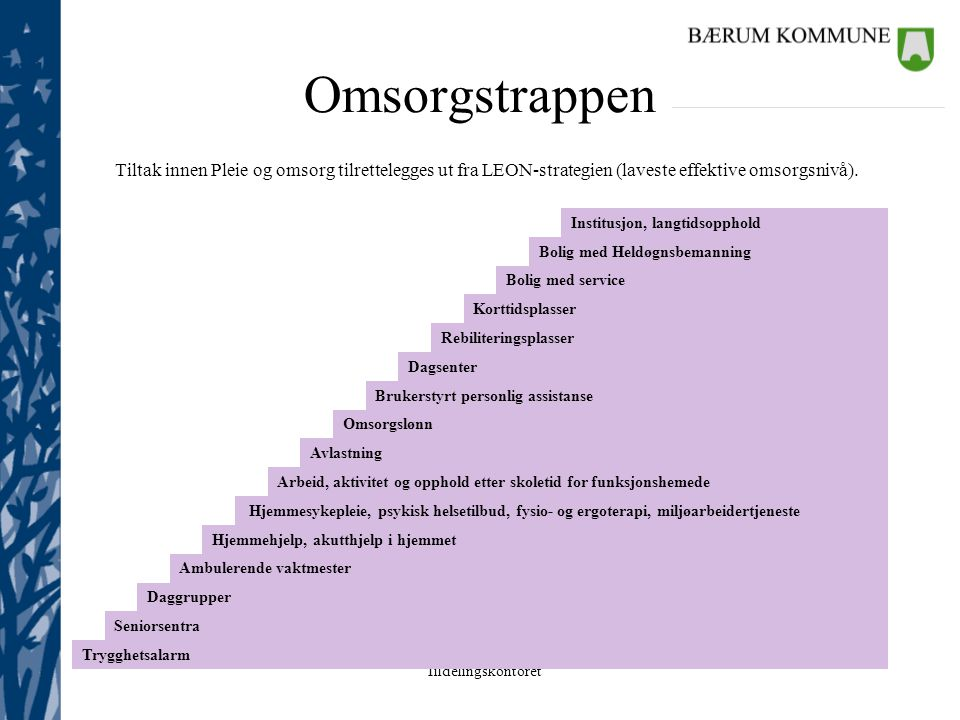 BÆRUM KOMMUNE
Omsorgstrappen
Tiltak innen Pleie og omsorg tilrettelegges ut fra LEON-strategien (laveste effektive omsorgsnivå).
Institusjon, langtidsopphold
Bolig med Heldøgnsbemanning
Bolig med service
Korttidsplasser
Rebiliteringsplasser
Dagsenter
Brukerstyrt personlig assistanse
Omsorgslønn
Avlastning
Arbeid, aktivitet og opphold etter skoletid for funksjonshemede
Hjemmesykepleie, psykisk helsetilbud, fysio- og ergoterapi, miljøarbeidertjeneste
Hjemmehjelp, akutthjelp i hjemmet
Ambulerende vaktmester
Daggrupper
Seniorsentra
Trygghetsalarm
Tildelingskontoret